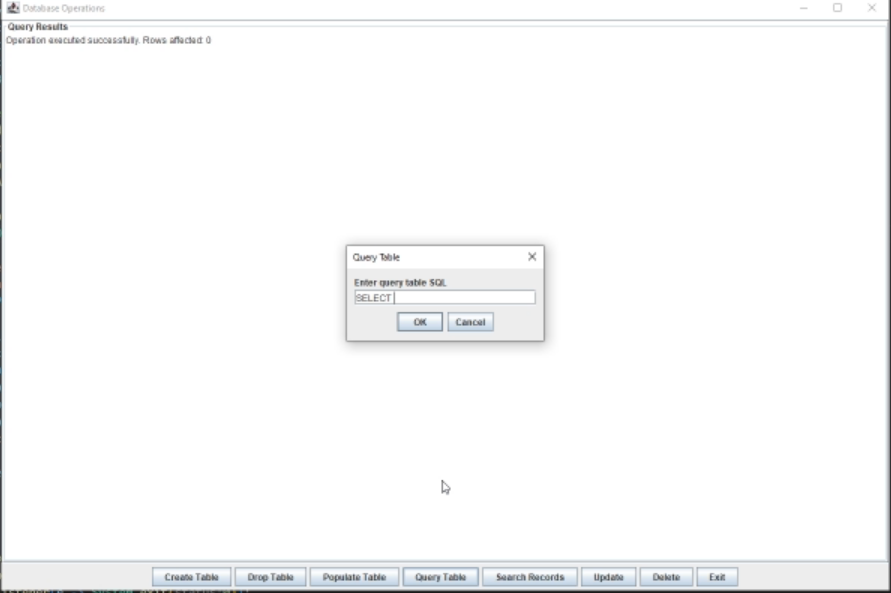 Database Operations
Query Results
Operation executed successfully. Rows affected: 0
Query Table
Enter query table SQL
SELECT
OK Cancel
Create Table Drop Table Populate Table Query Table Search Records Update Delete Exit